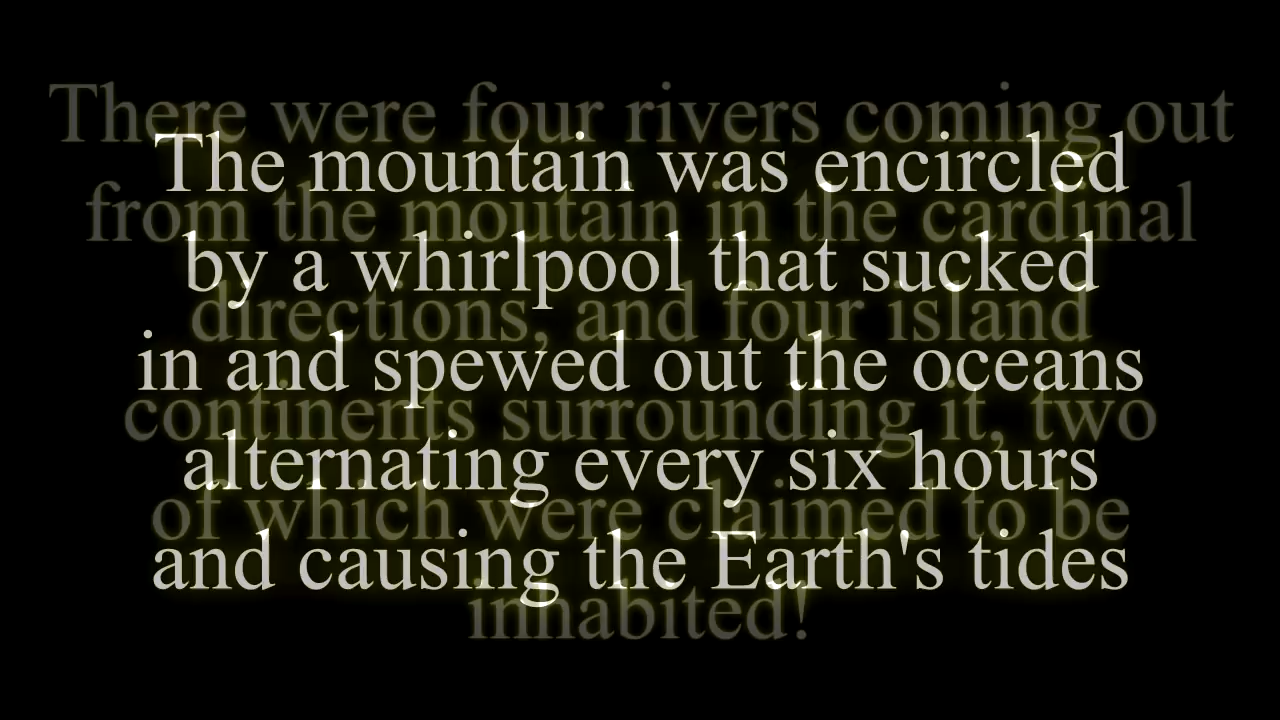 There were four rivers coming out
The mountain was encircled
from the moutain in the cardinal
by a whirlpool that sucked
directions, and four island
in and spewed out the oceans
continents surrounding it, two
alternating every six hours
of which were claimed to be
and causing the Earth's tides
inhabited!